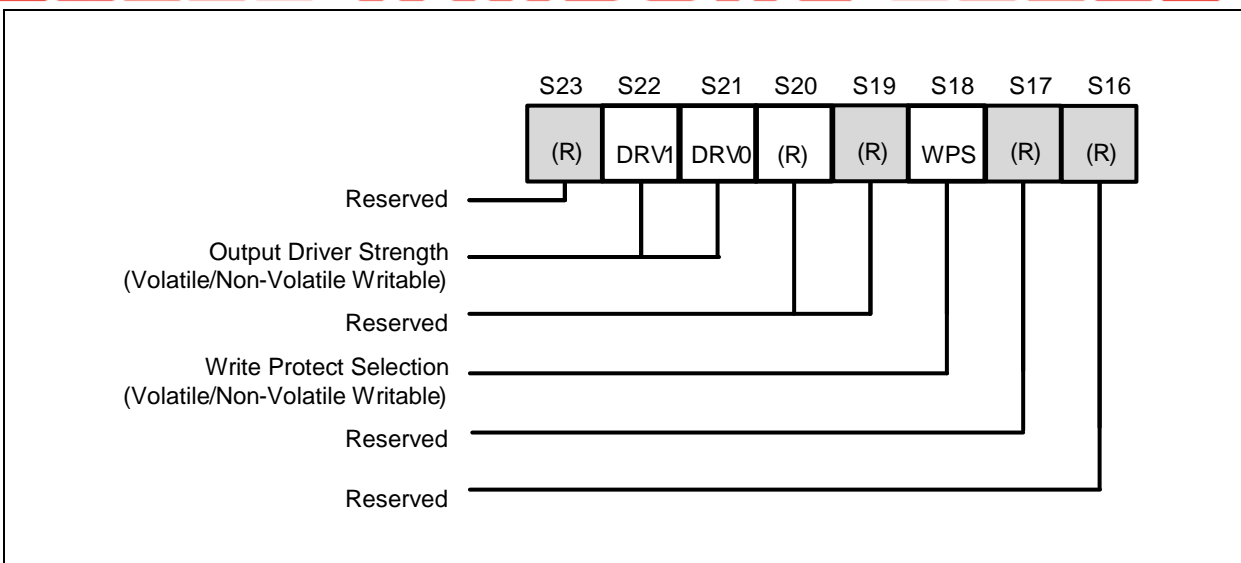 S23 S22 S21 S20 S19 S18 S17 S16
(R) DRV1 DRV0 (R) (R) WPS (R) (R)
Reserved
Output Driver Strength
(Volatile/Non-Volatile Writable)
Reserved
Write Protect Selection
(Volatile/Non-Volatile Writable)
Reserved
Reserved